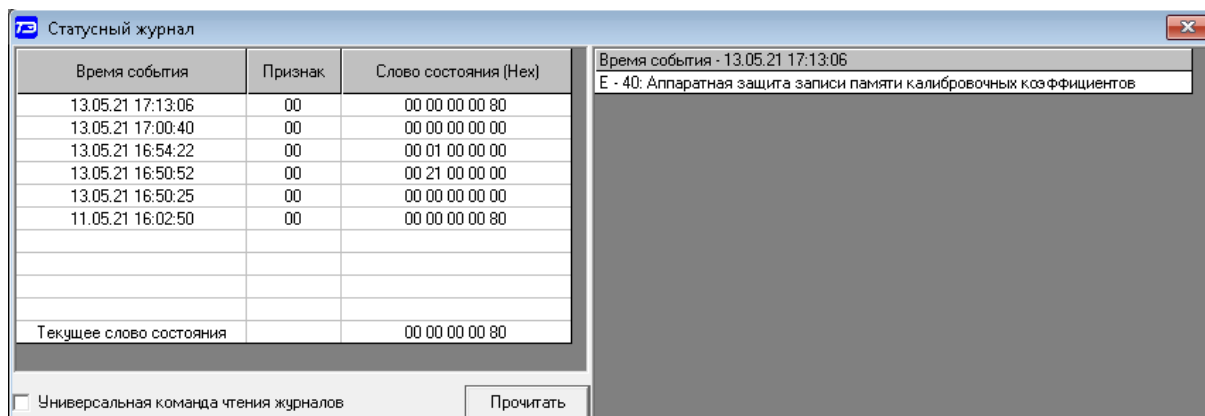 ТЭ Статусный журнал
Время события Признак Слово состояния (Hex)
13.05.21 17:13:06 00 00 00 00 00 80
13.05.21 17:00:40 00 00 00 00 00 00
13.05.21 16:54:22 00 00 01 00 00 00
13.05.21 16:50:52 00 00 21 00 00 00
13.05.21 16:50:25 00 00 00 00 00 00
11.05.21 16:02:50 00 00 00 00 00 80
Текущее слово состояния 00 00 00 00 80
Универсальная команда чтения журналов Прочитать
Время события - 13.05.21 17:13:06
E - 40: Аппаратная защита записи памяти калибровочных коэффициентов